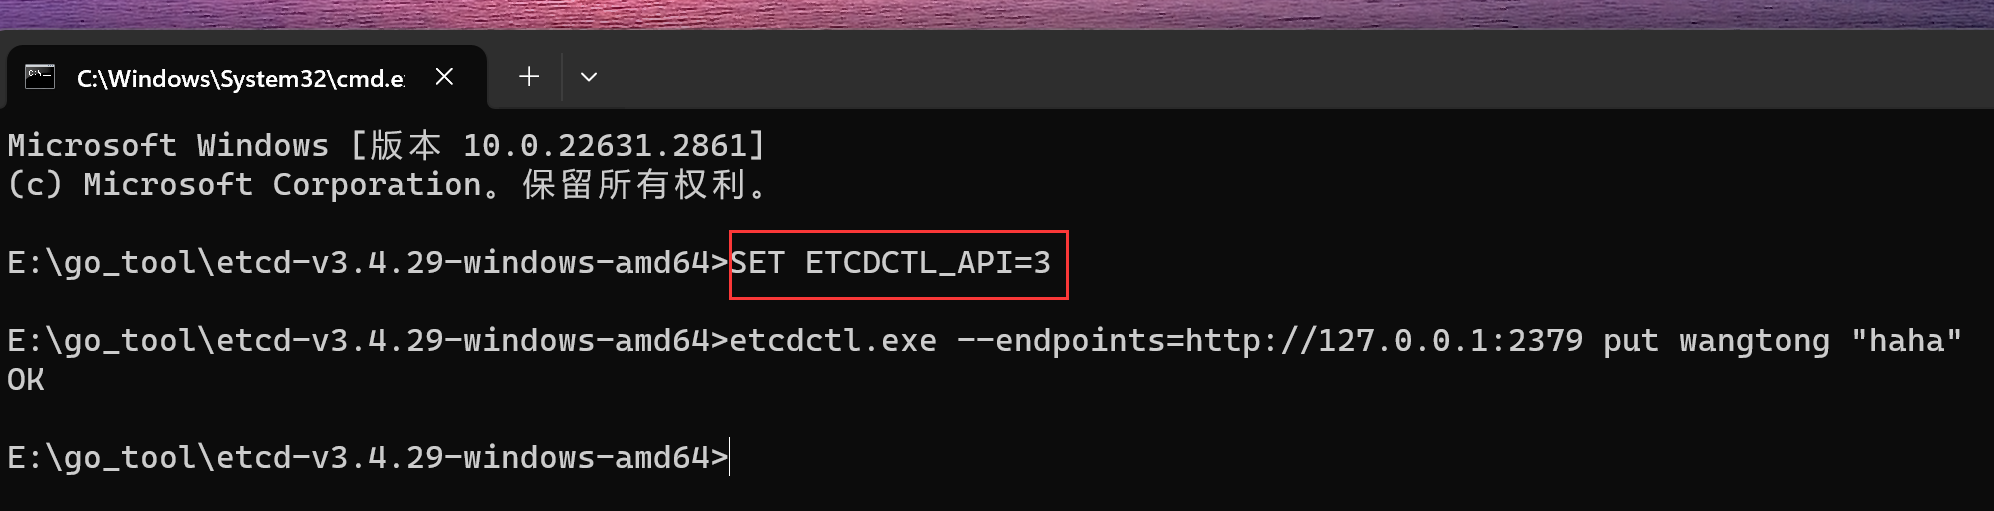 C:\Windows\System32\cmd.e
Microsoft Windows [版本 10.0.22631.2861]
(c) Microsoft Corporation。保留所有权利。
E:\go_tool\etcd-v3.4.29-windows-amd64>SET ETCDCTL_API=3
E:\go_tool\etcd-v3.4.29-windows-amd64>etcdctl.exe --endpoints=http://127.0.0.1:2379 put wangtong "haha"
OK
E:\go_tool\etcd-v3.4.29-windows-amd64>